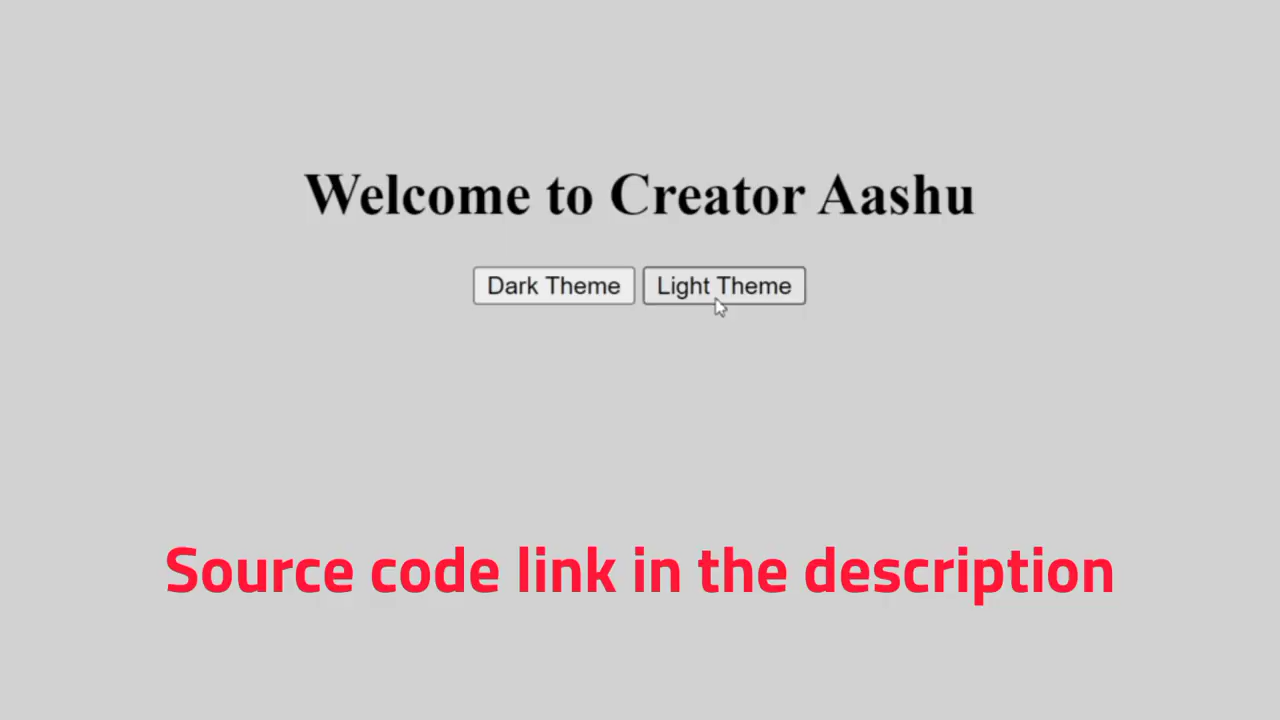 Welcome to Creator Aashu
Dark Theme Light Theme
Source code link in the description